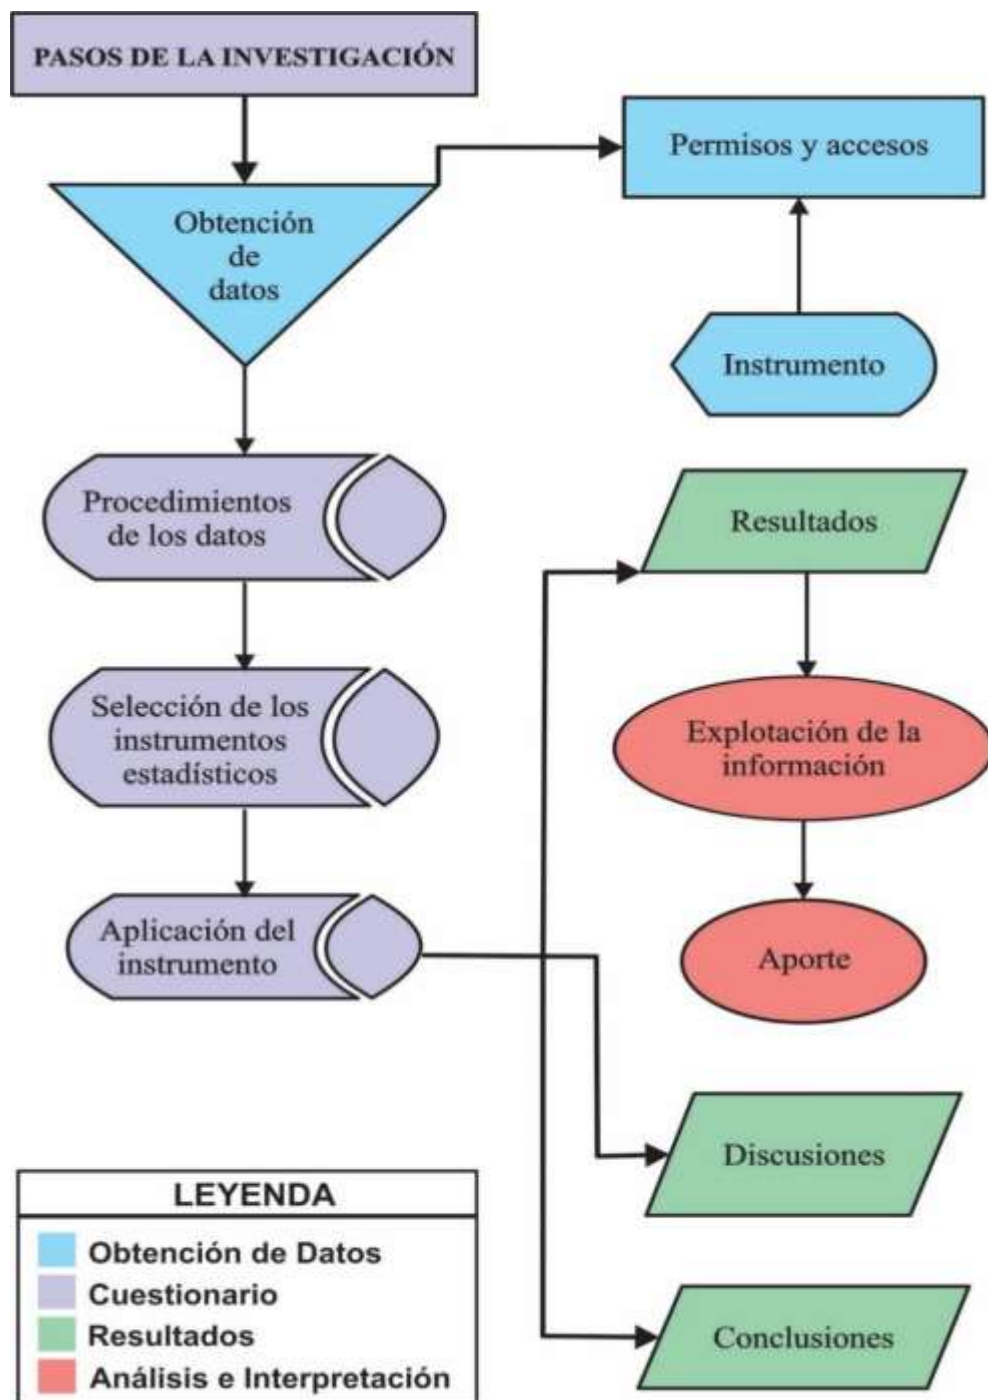 PASOS DE LA INVESTIGACIÓN
Permisos y accesos
Obtención
de
datos
Instrumento
Procedimientos
de los datos
Resultados
Selección de los
instrumentos
estadísticos
Explotación de la
información
Aplicación del
instrumento
Aporte
Discusiones
Conclusiones
LEYENDA
Obtención de Datos
Cuestionario
Resultados
Análisis e Interpretación